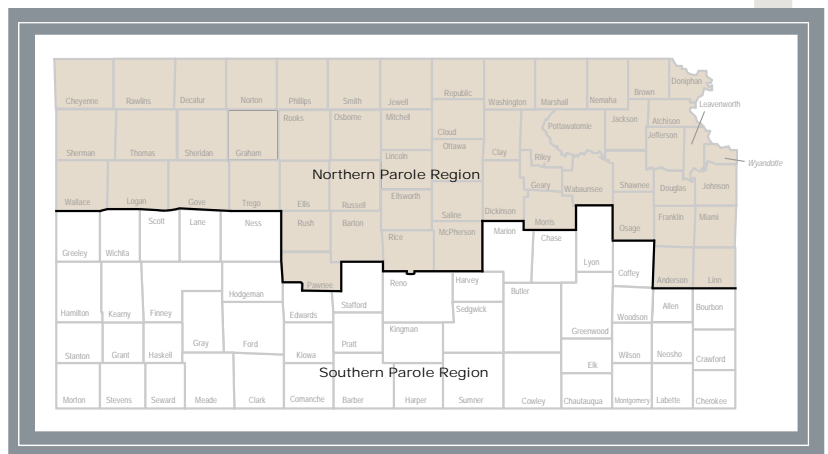 Doniphan
Republic
Brown
Cheyenne Rawlins Decatur Norton Phillips Smith Jewell Washington Marshall Nemaha
Leavenworth
Rooks Osborne Mitchell Jackson Atchison
Pottawatomie
Cloud Jefferson
Ottawa
Sherman Thomas Sheridan Graham Lincoln Clay Riley Wyandotte
Northern Parole Region
Geary Wabaunsee Shawnee Douglas Johnson
Ellsworth
Wallace Logan Gove Trego Ellis Russell
Saline Dickinson
Scott Lane Ness Rush Barton Morris Franklin Miami
McPherson Marion Osage
Rice Chase
Greeley Wichita
Lyon
Coffey
Pawnee Reno Harvey Anderson Linn
Hodgeman Butler
Stafford
Hamilton Kearny Finney Edwards Sedgwick Woodson Allen Bourbon
Kingman Greenwood
Gray Ford Pratt
Stanton Grant Haskell Kiowa Wilson Neosho Crawford
Elk
Southern Parole Region
Morton Stevens Seward Meade Clark Comanche Barber Harper Sumner Cowley Chautauqua Montgomery Labette Cherokee